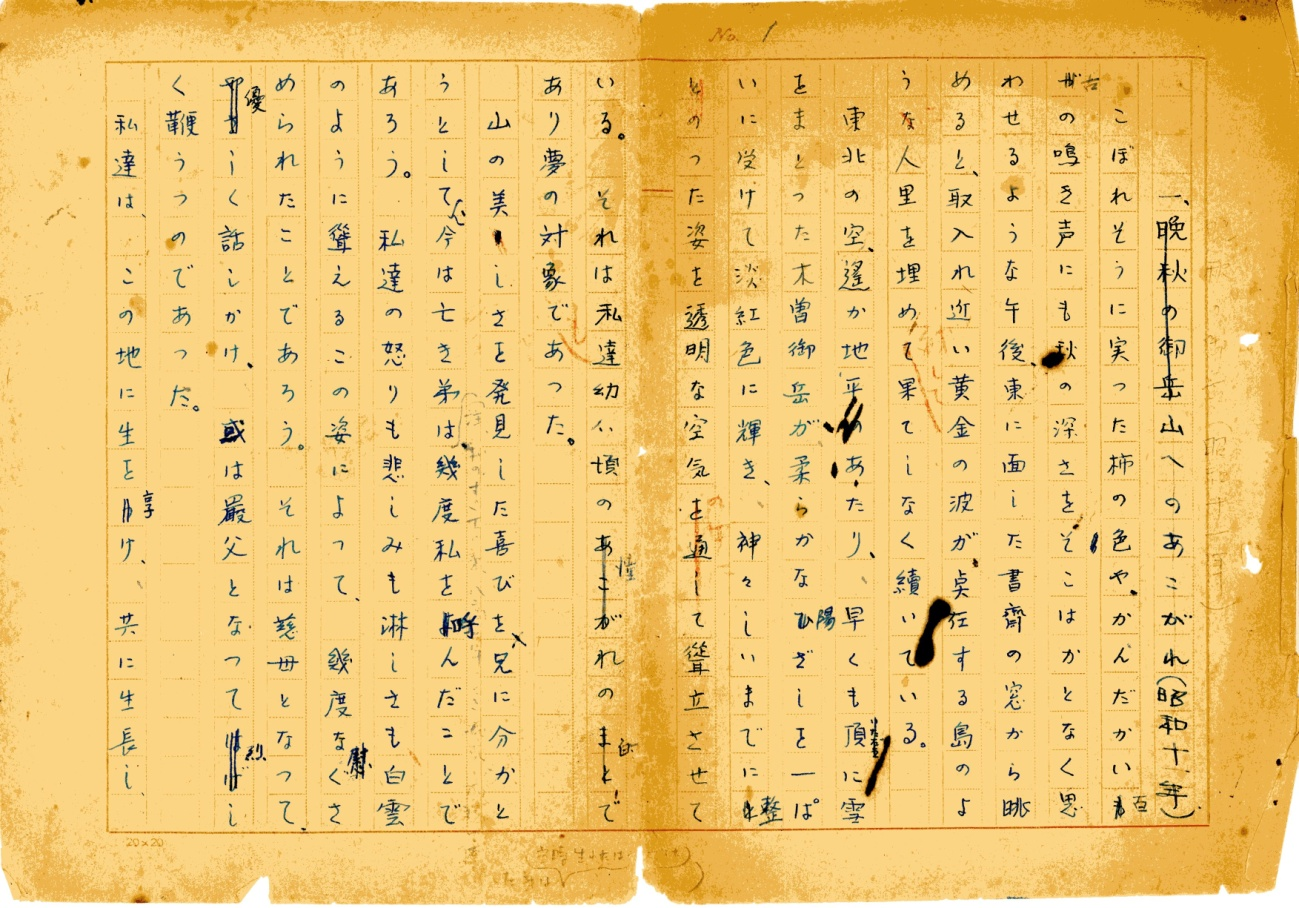 No. 1
一、晩秋の御岳山へのあこがれ(昭和十年)
こぼれそうに実った柿の色や、かんだかい百
舌の鳴き声にも秋の深さをそこはかとなく思
わせるような午後、東に面した書斎の窓から眺
めると、取入れ近い黄金の波が、点在する島のよ
うな人里を埋めて果てしなく続いている。
東北の空、遥か地平のあたり、早くも頂に雪
をまとった木曽御岳が柔らかな陽ざしを一ぱ
いに受けて淡紅色に輝き、神々しいまでに整
とのった姿を透明な空気を通して聳立させて
いる。それは私達幼い頃の憧れのまとで
あり夢の対象であった。
山の美しさを発見した喜びを、兄に分かと
うとして、今は亡き弟は、幾度私を呼んだことで
あろう。私達の怒りも悲しみも淋しさも白雲
のように聳えるこの姿によって、幾度なぐさ
められたことであろう。それは慈母となって、
優しく話しかけ、或は厳父となって烈し
く鞭うつのであった。
私達は、この地に生を享け、共に生長し、
20×20